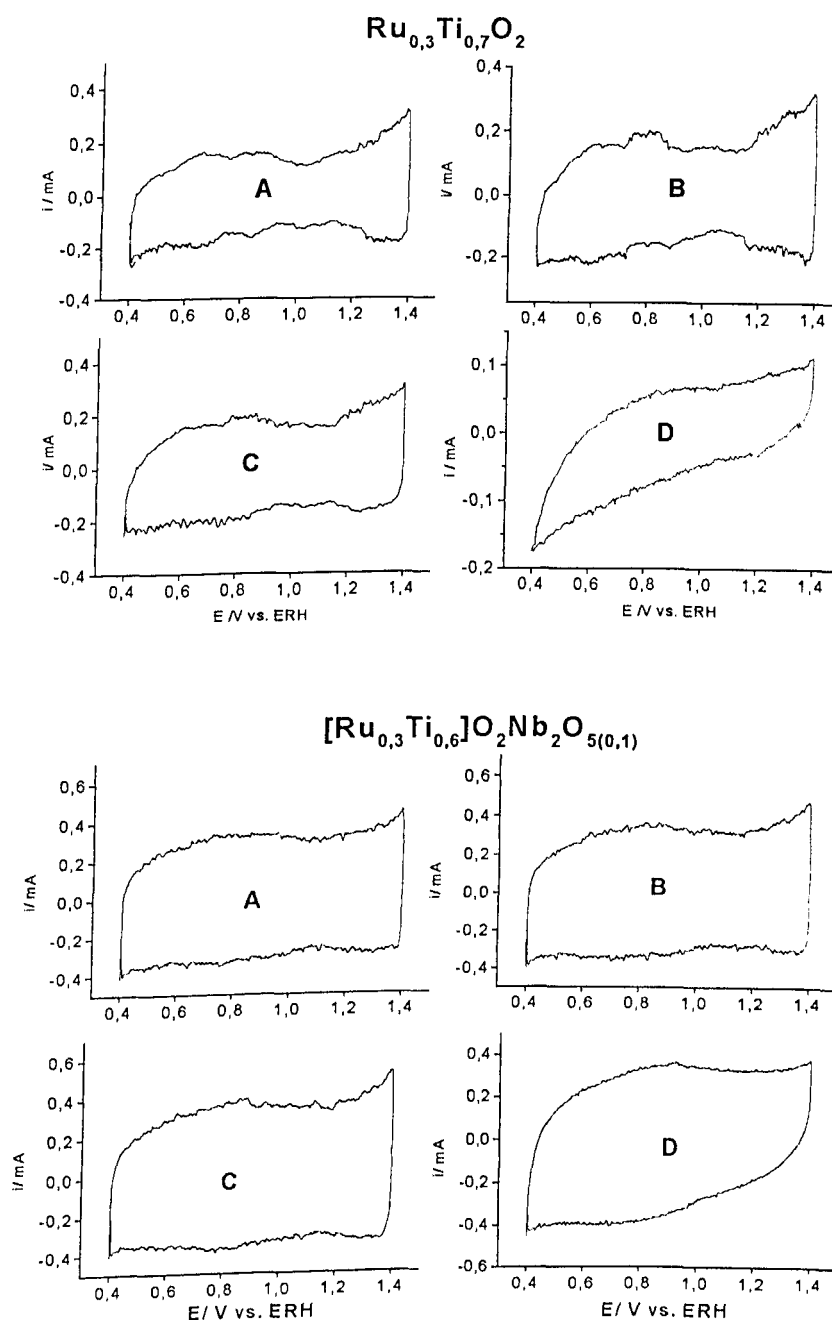 Ru0,3Ti0,7O2
0,4
0,2
0,0
-0,2
-0,4
i / mA
A
0,4 0,6 0,8 1,0 1,2 1,4
0,4
0,2
0,0
-0,2
i/ mA
B
0,4 0,6 0,8 1,0 1,2 1,4
0,4
0,2
0,0
-0,2
-0,4
i/ mA
C
0,4 0,6 0,8 1,0 1,2 1,4
E /V vs. ERH
0,1
0,0
-0,1
-0,2
i / mA
D
0,4 0,6 0,8 1,0 1,2 1,4
E /V vs. ERH
[Ru0,3Ti0,6]O2Nb2O5(0,1)
0,6
0,4
0,2
0,0
-0,2
-0,4
i/ mA
A
0,4 0,6 0,8 1,0 1,2 1,4
0,6
0,4
0,2
0,0
-0,2
-0,4
i/ mA
B
0,4 0,6 0,8 1,0 1,2 1,4
0,6
0,4
0,2
0,0
-0,2
-0,4
i/ mA
C
0,4 0,6 0,8 1,0 1,2 1,4
E/ V vs. ERH
0,4
0,2
0,0
-0,2
-0,4
-0,6
i/ mA
D
0,4 0,6 0,8 1,0 1,2 1,4
E/ V vs. ERH